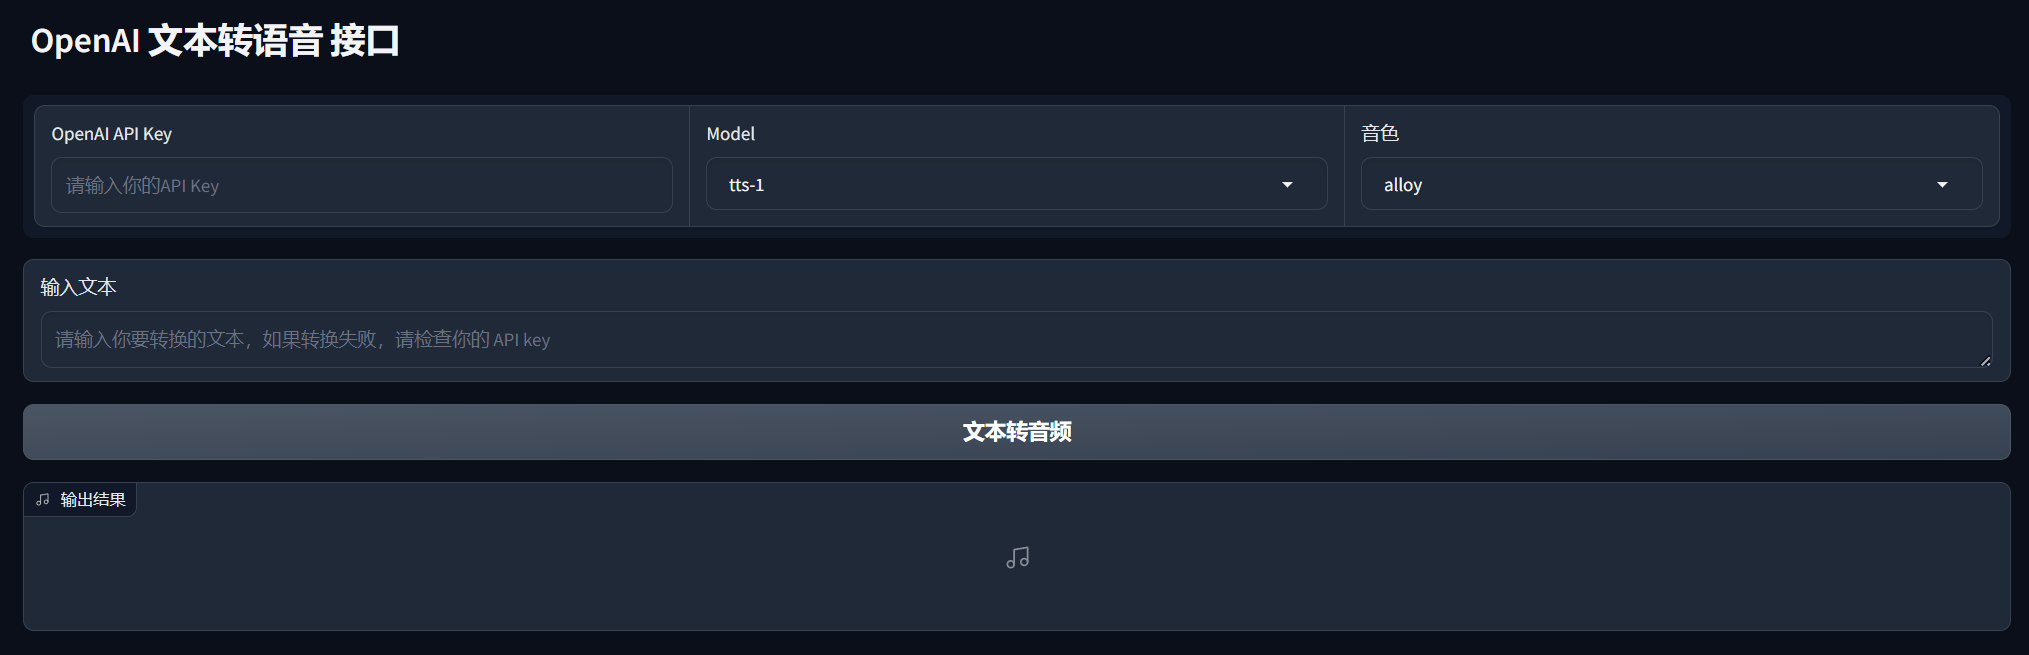 OpenAI 文本转语音 接口
OpenAI API Key
Model
音色
请输入你的API Key
tts-1
alloy
输入文本
请输入你要转换的文本，如果转换失败，请检查你的 API key
文本转音频
输出结果